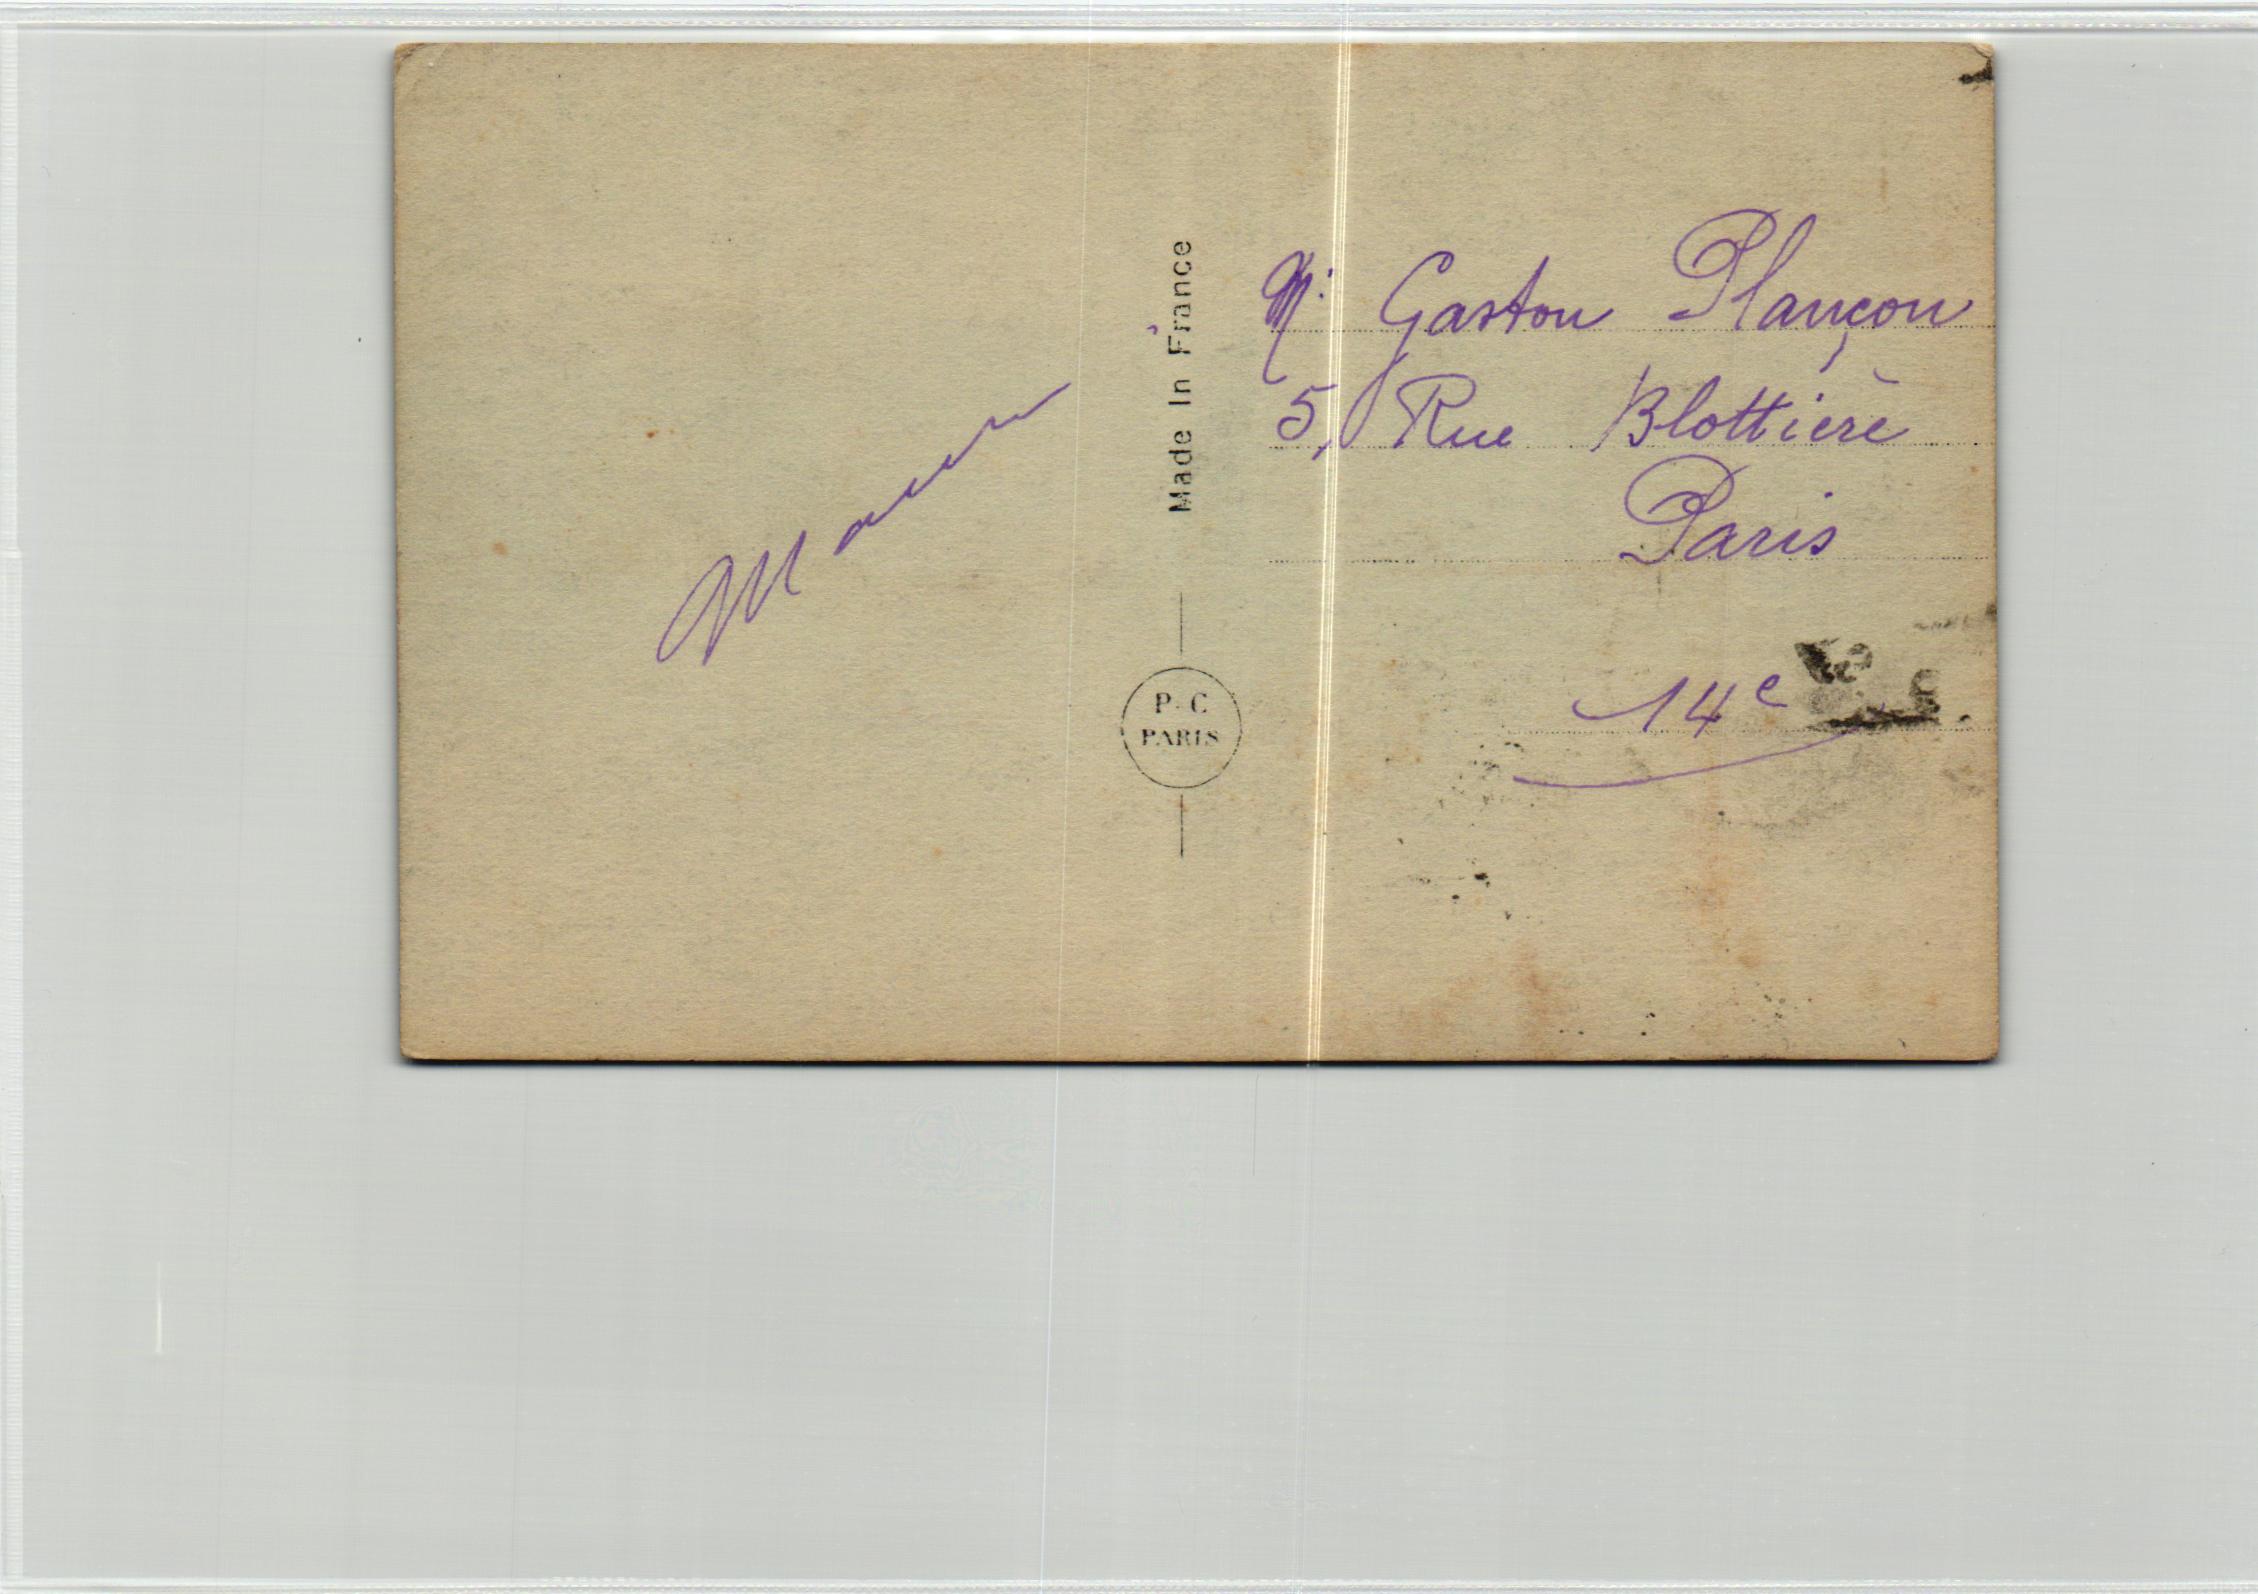 Made In France
P-C
PARIS
Mr Gaston Plançon
5, Rue Blottière
Paris
14e